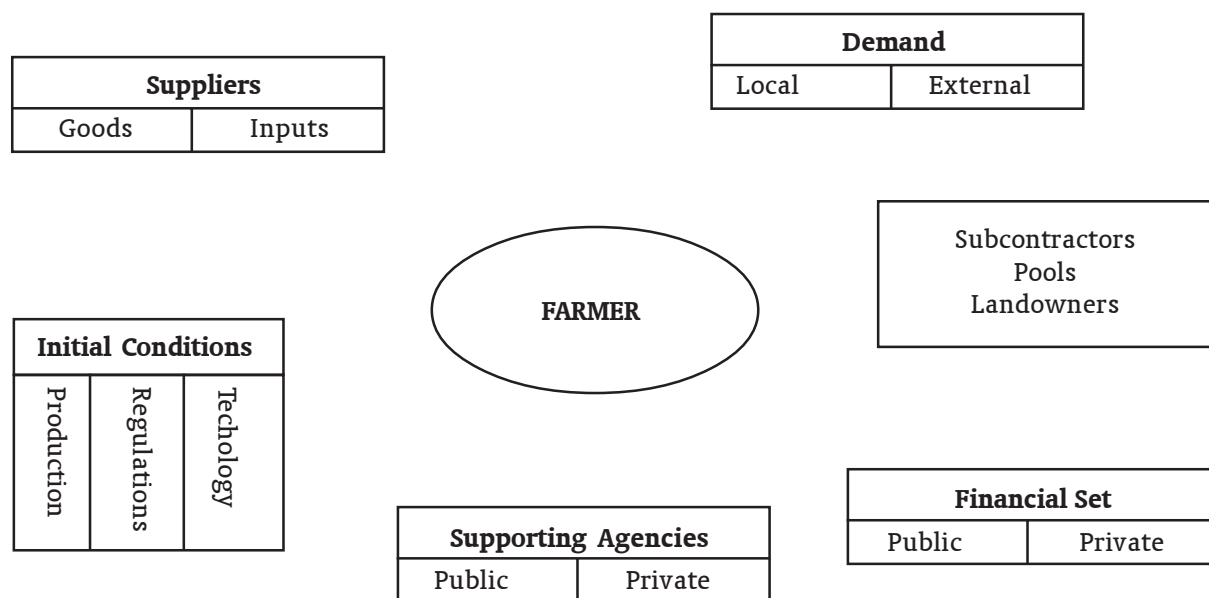 Demand
Local External
Suppliers
Goods Inputs
Subcontractors
Pools
Landowners
FARMER
Initial Conditions
Production
Regulations
Techology
Financial Set
Public Private
Supporting Agencies
Public Private